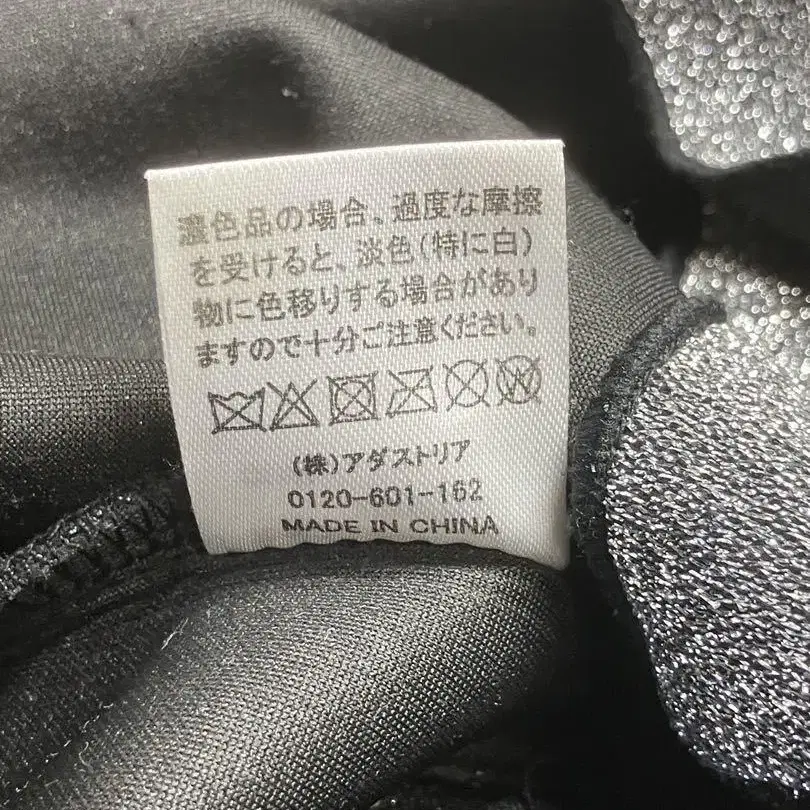 濃色品の場合、過度な摩擦
を受けると、淡色(特に白)
物に色移りする場合があり
ますので十分ご注意ください。
(株)アダストリア
0120-601-162
MADE IN CHINA